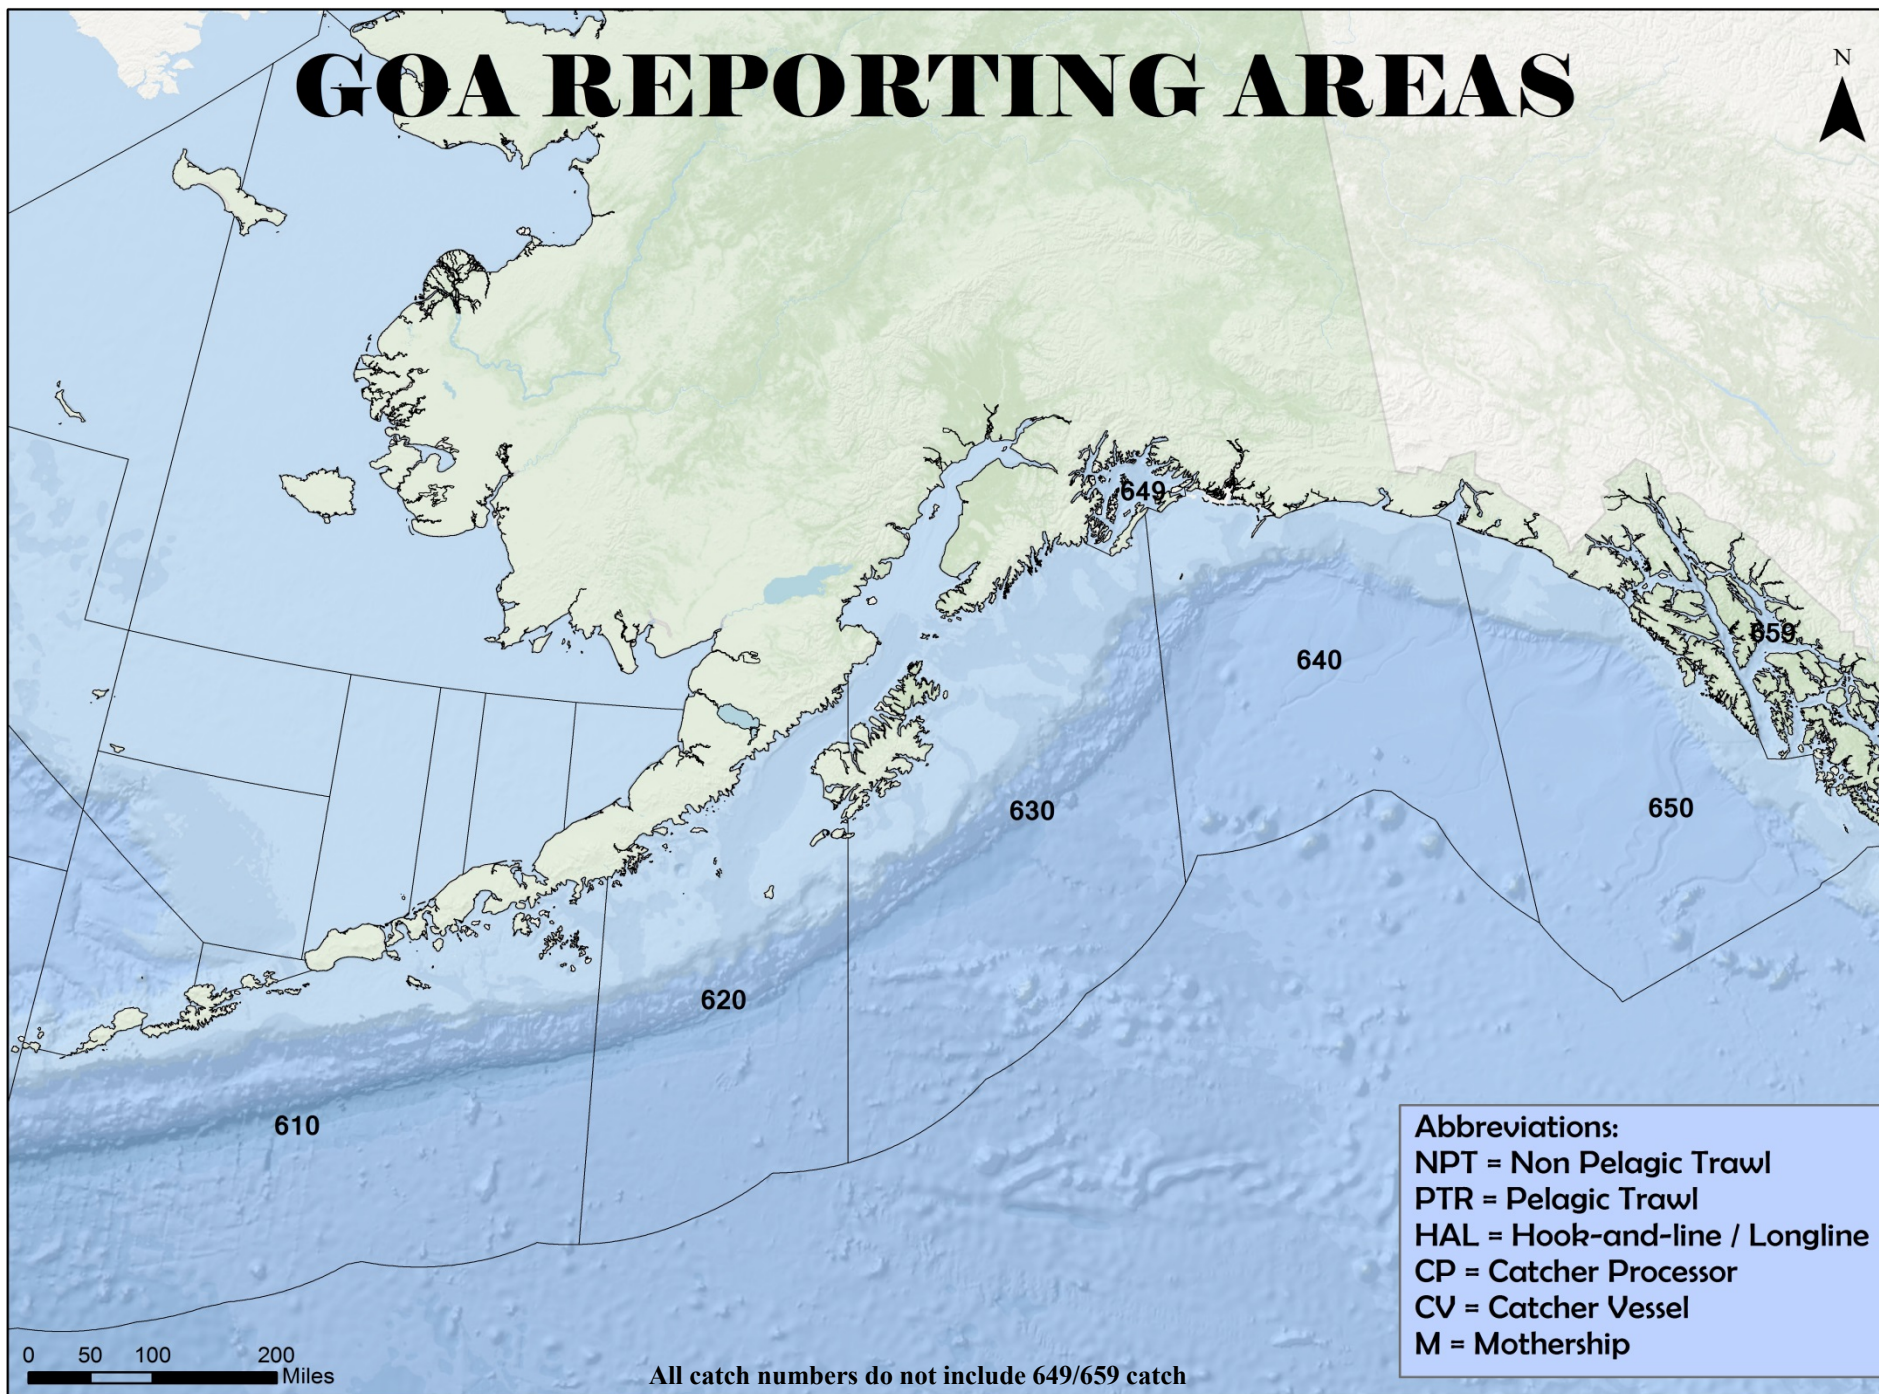 GOA REPORTING AREAS
N
649
659
640
650
630
620
610
Abbreviations:
NPT = Non Pelagic Trawl
PTR = Pelagic Trawl
HAL = Hook-and-line / Longline
CP = Catcher Processor
CV = Catcher Vessel
M = Mothership
0 50 100 200
Miles
All catch numbers do not include 649/659 catch